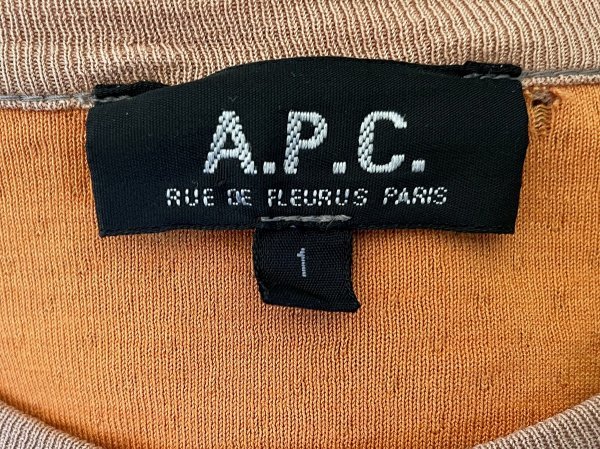 A.P.C.
RUE DE FLEURUS PARIS
1